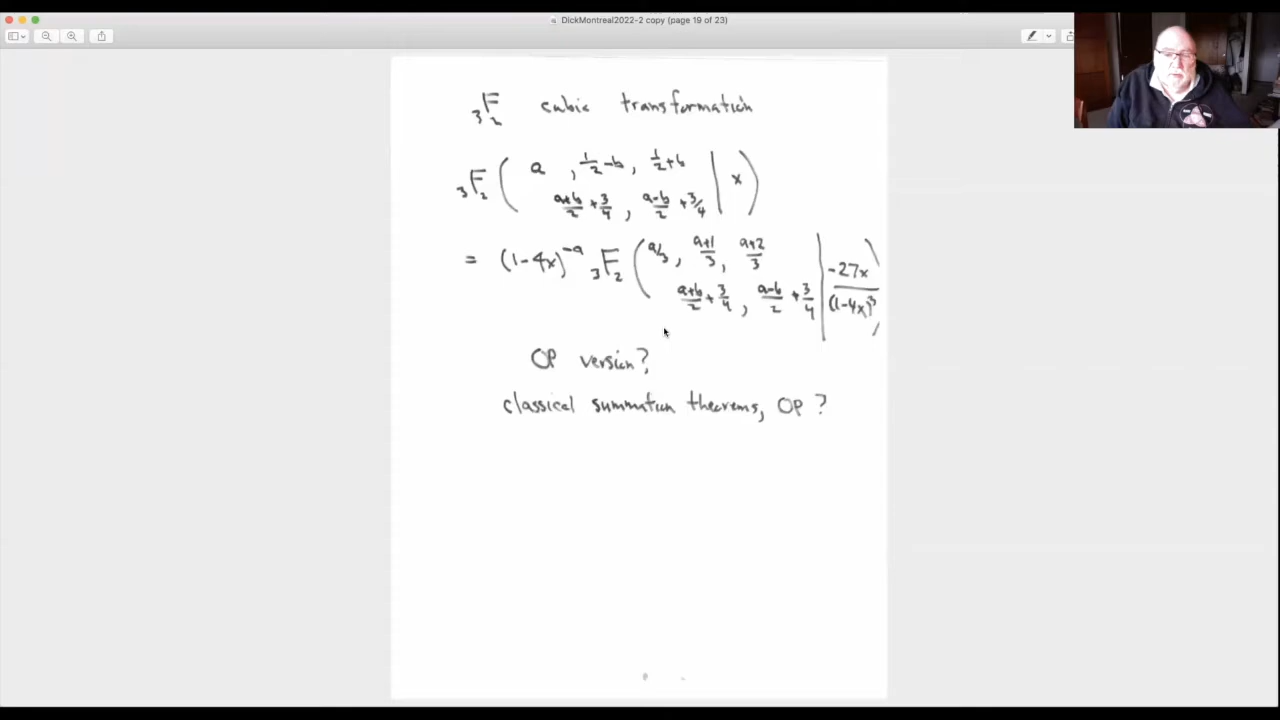 DickMontreal2022-2 copy (page 19 of 23)
₃F₂ cubic transformation
₃F₂ ( a , 1/2 - b , 1/2 + b ; (a+b)/2 + 3/4 , (a-b)/2 + 3/4 | x )
= (1-4x)^{-a} ₃F₂ ( a/3 , (a+1)/3 , (a+2)/3 ; (a+b)/2 + 3/4 , (a-b)/2 + 3/4 | -27x/(1-4x)^3 )
OP version?
classical summation theorems, OP?